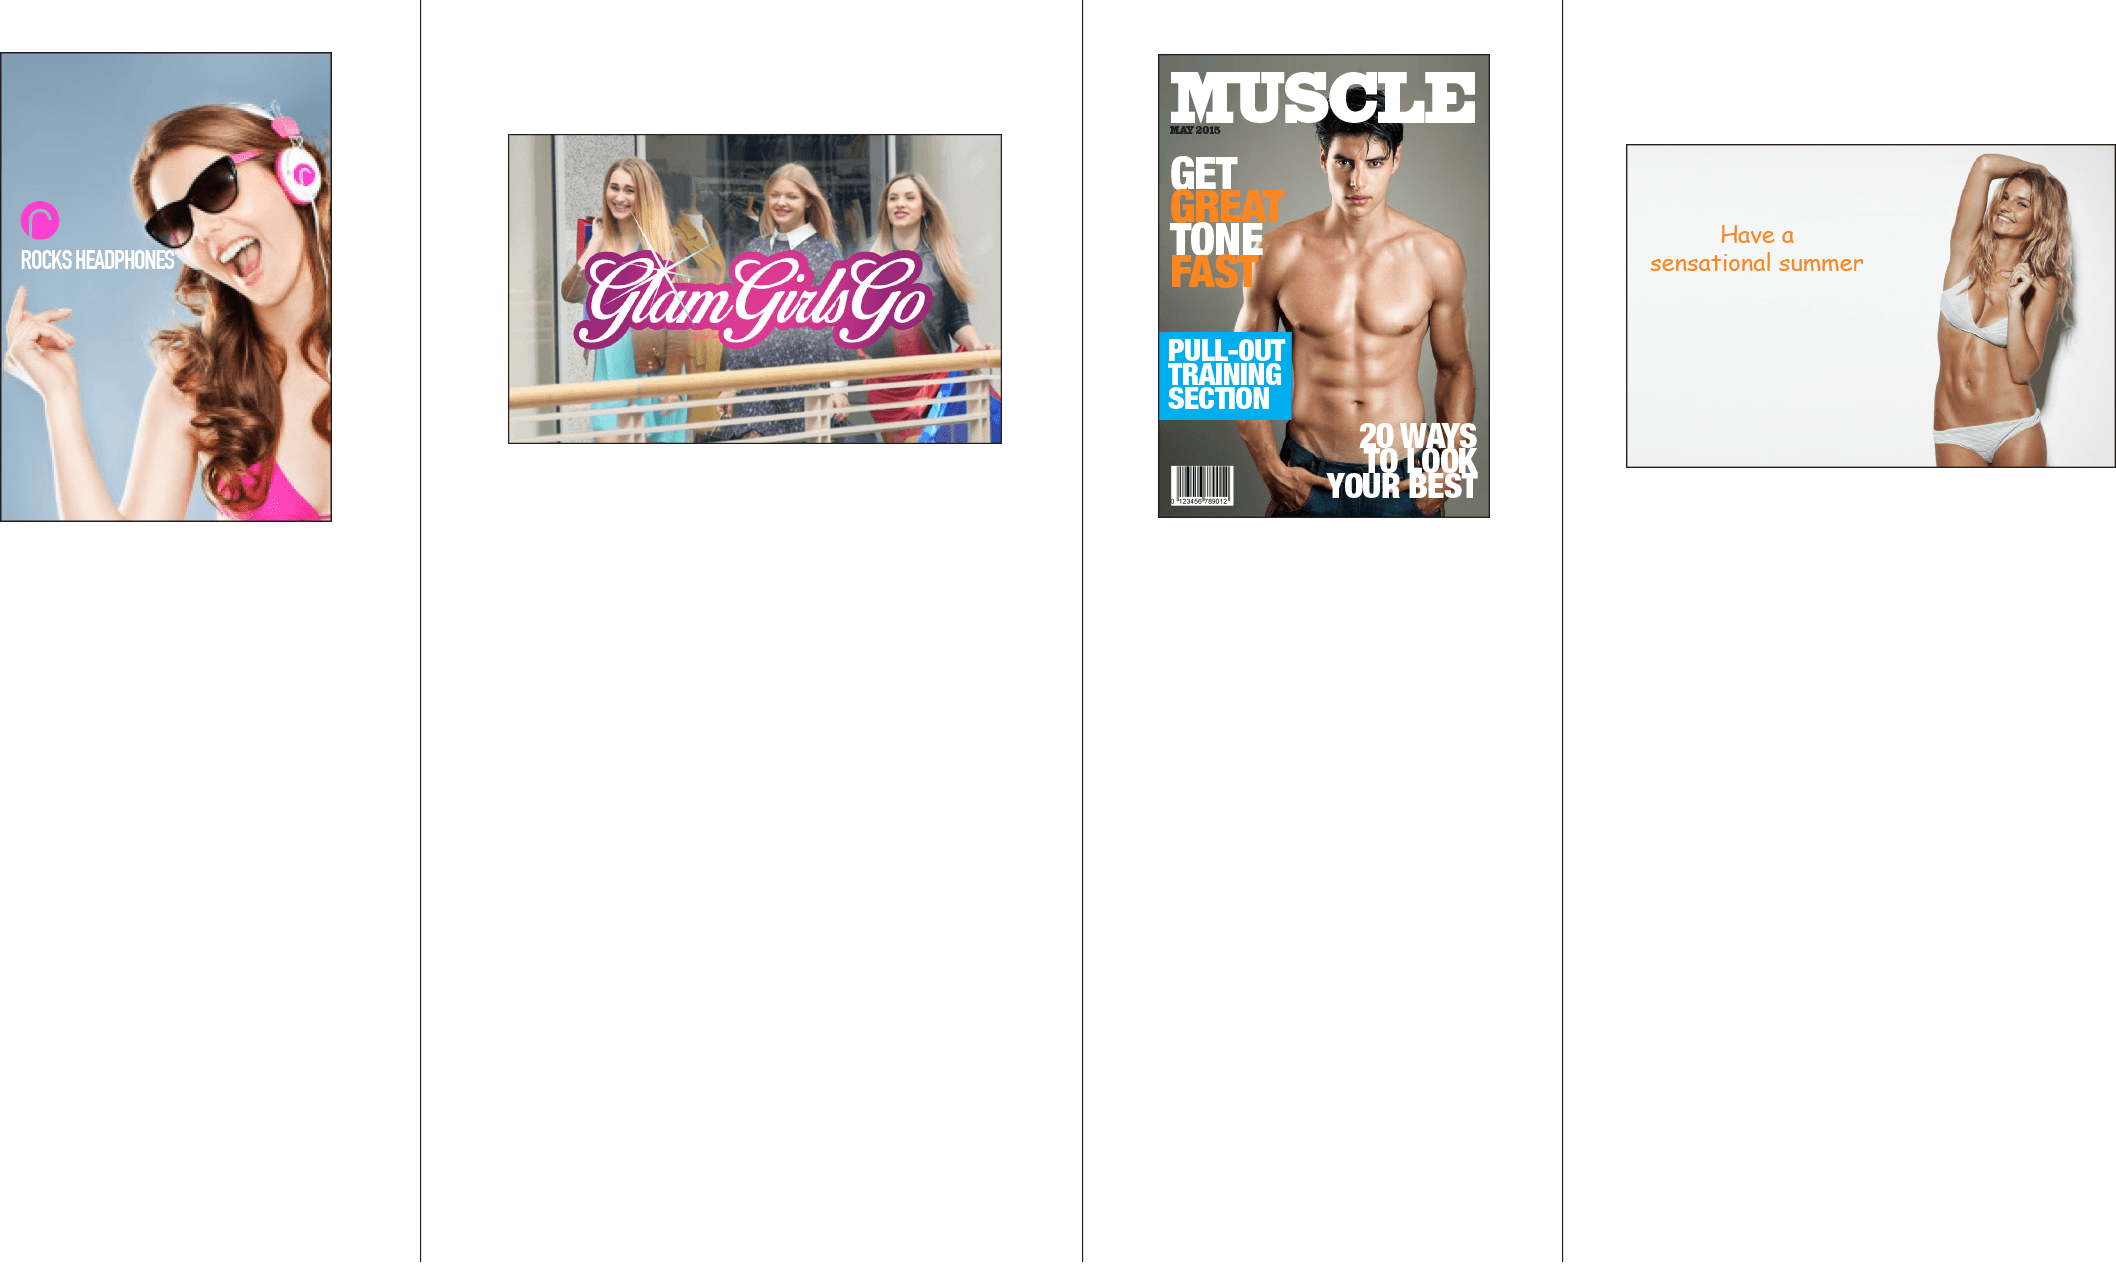 r
ROCKS HEADPHONES
r
GlamGirlsGo
MUSCLE
MAY 2015
GET
GREAT
TONE
FAST
PULL-OUT
TRAINING
SECTION
20 WAYS
TO LOOK
YOUR BEST
0 123456 789012
Have a
sensational summer